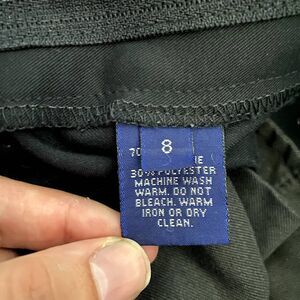 8
30% POLYESTER
MACHINE WASH
WARM. DO NOT
BLEACH. WARM
IRON OR DRY
CLEAN.